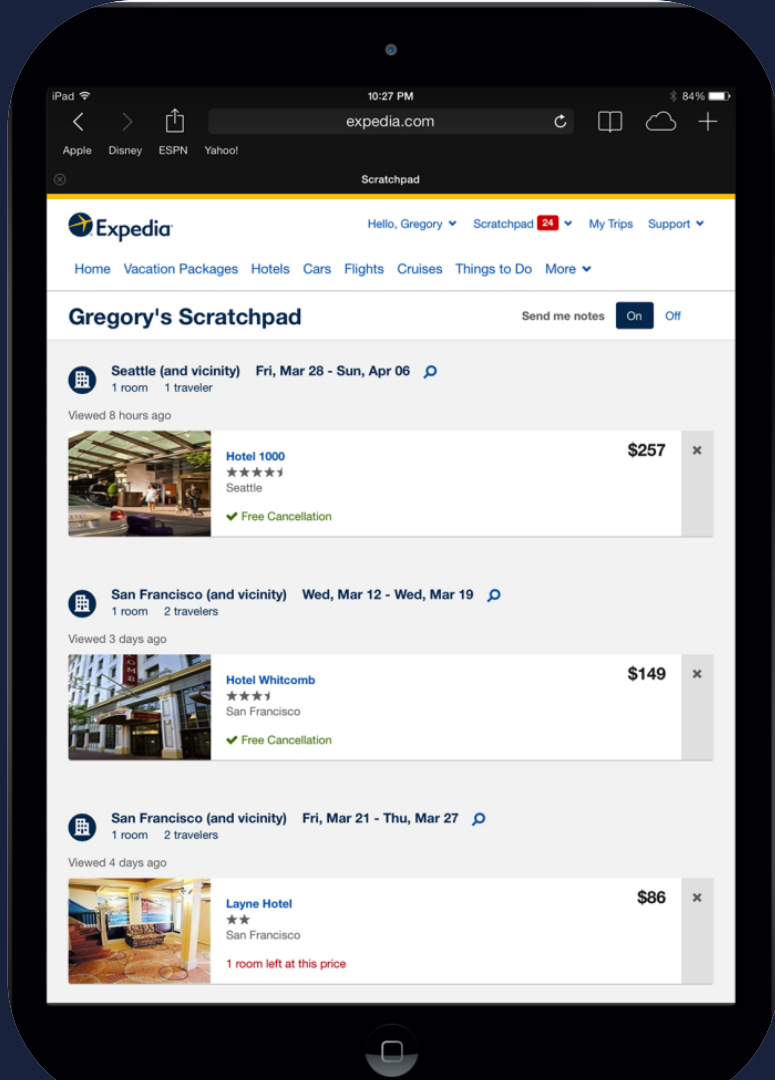 iPad
10:27 PM
84%
expedia.com
Apple Disney ESPN Yahoo!
Scratchpad
Expedia
Hello, Gregory Scratchpad 24 My Trips Support
Home Vacation Packages Hotels Cars Flights Cruises Things to Do More
Gregory's Scratchpad
Send me notes On Off
Seattle (and vicinity) Fri, Mar 28 - Sun, Apr 06
1 room 1 traveler
Viewed 8 hours ago
Hotel 1000
$257
Seattle
Free Cancellation
San Francisco (and vicinity) Wed, Mar 12 - Wed, Mar 19
1 room 2 travelers
Viewed 3 days ago
Hotel Whitcomb
$149
San Francisco
Free Cancellation
San Francisco (and vicinity) Fri, Mar 21 - Thu, Mar 27
1 room 2 travelers
Viewed 4 days ago
Layne Hotel
$86
San Francisco
1 room left at this price